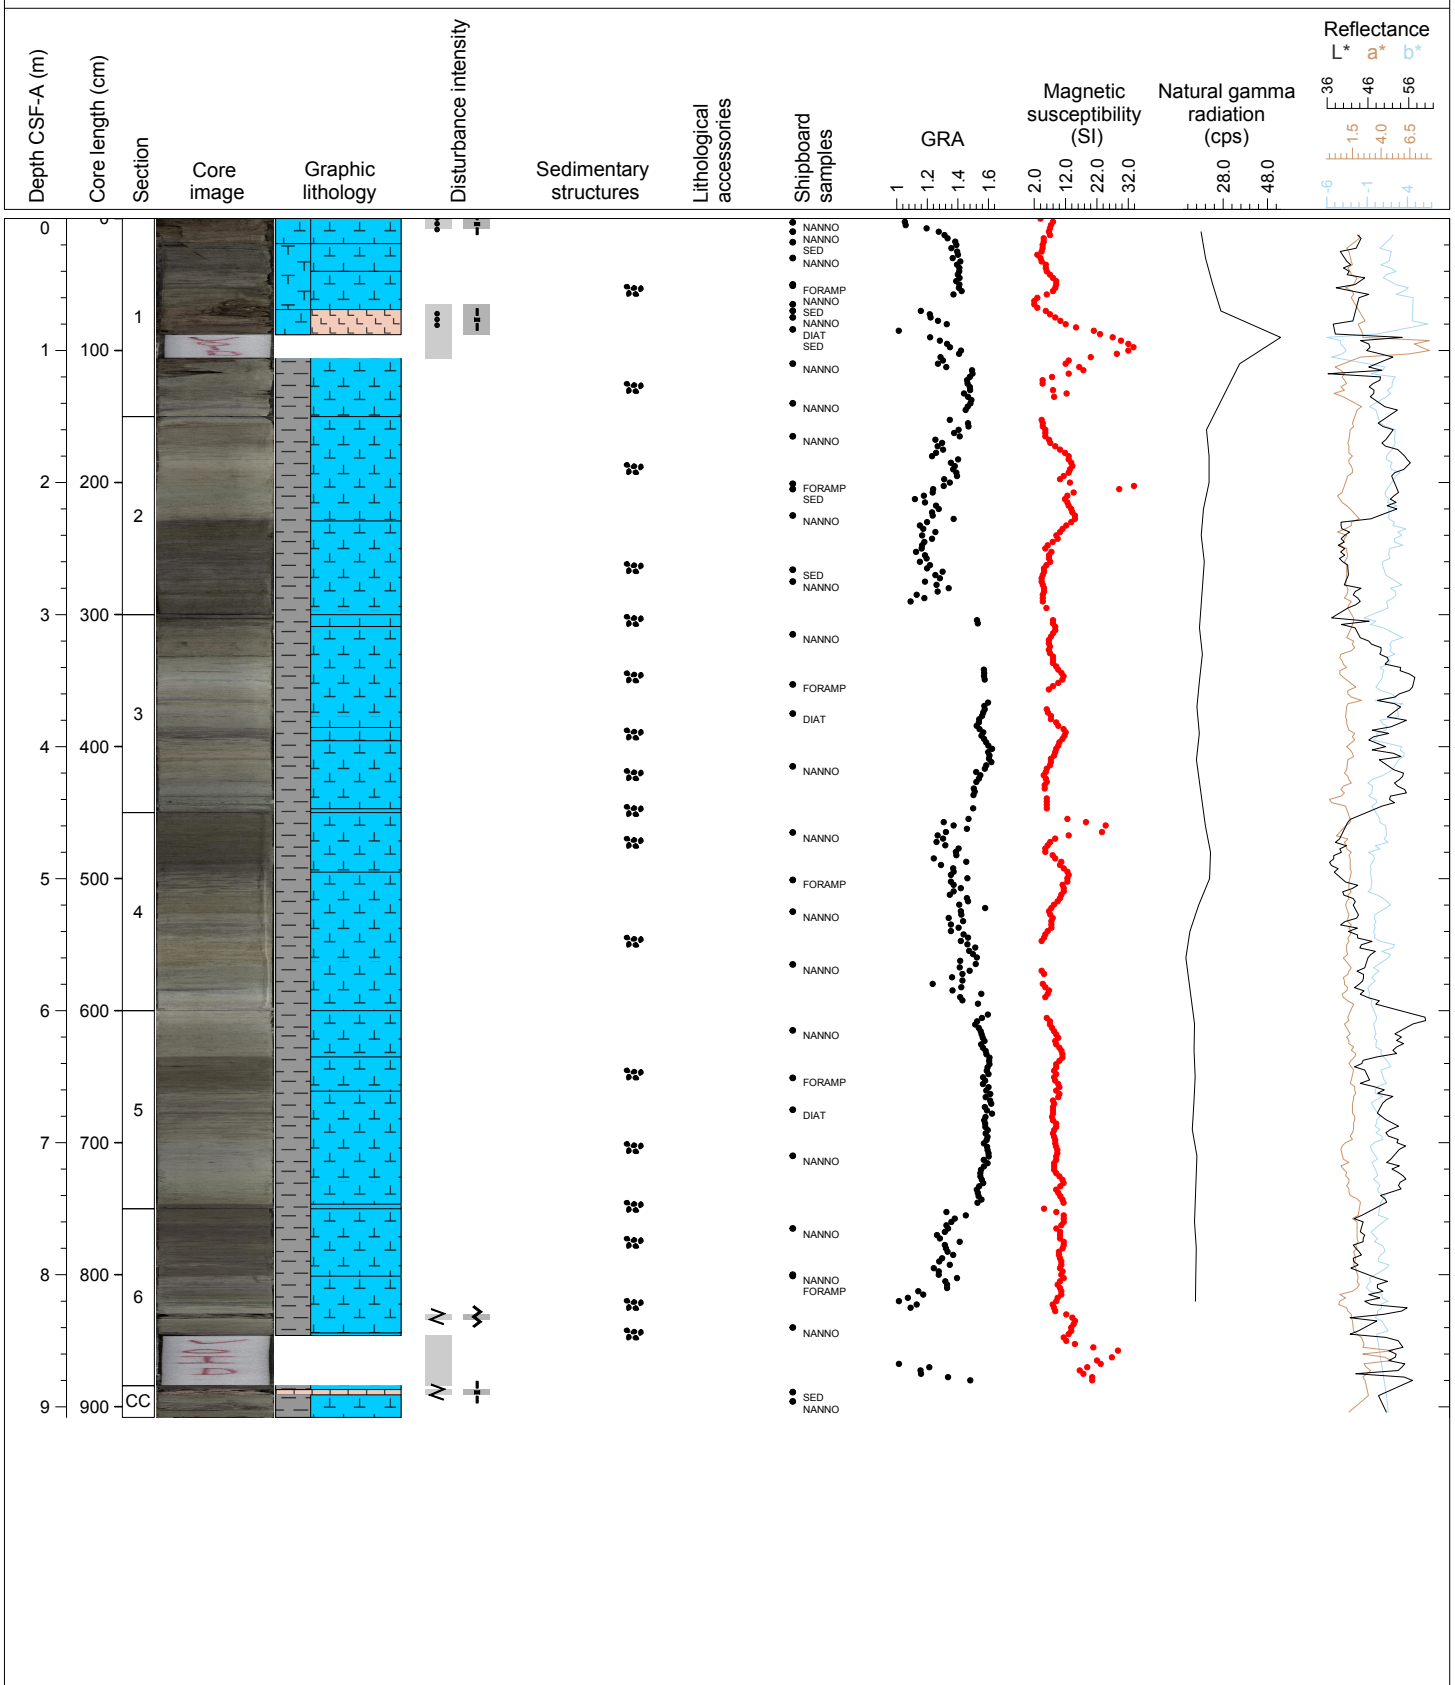 Depth CSF-A (m)
Core length (cm)
Section
Core
image
Graphic
lithology
Disturbance intensity
Sedimentary
structures
Lithological
accessories
Shipboard
samples
GRA
1 1.2 1.4 1.6
Magnetic
susceptibility
(SI)
2.0 12.0 22.0 32.0
Natural gamma
radiation
(cps)
28.0 48.0
Reflectance
L* a* b*
36 46 56
1.5 4.0 6.5
-6 -1 4
0 0
1 100
2 200
3 300
4 400
5 500
6 600
7 700
8 800
9 900
1
2
3
4
5
6
CC
NANNO
NANNO
SED
NANNO
FORAMP
NANNO
SED
NANNO
DIAT
SED
NANNO
NANNO
NANNO
FORAMP
SED
NANNO
SED
NANNO
NANNO
FORAMP
DIAT
NANNO
NANNO
FORAMP
NANNO
NANNO
NANNO
FORAMP
DIAT
NANNO
NANNO
NANNO
FORAMP
NANNO
SED
NANNO